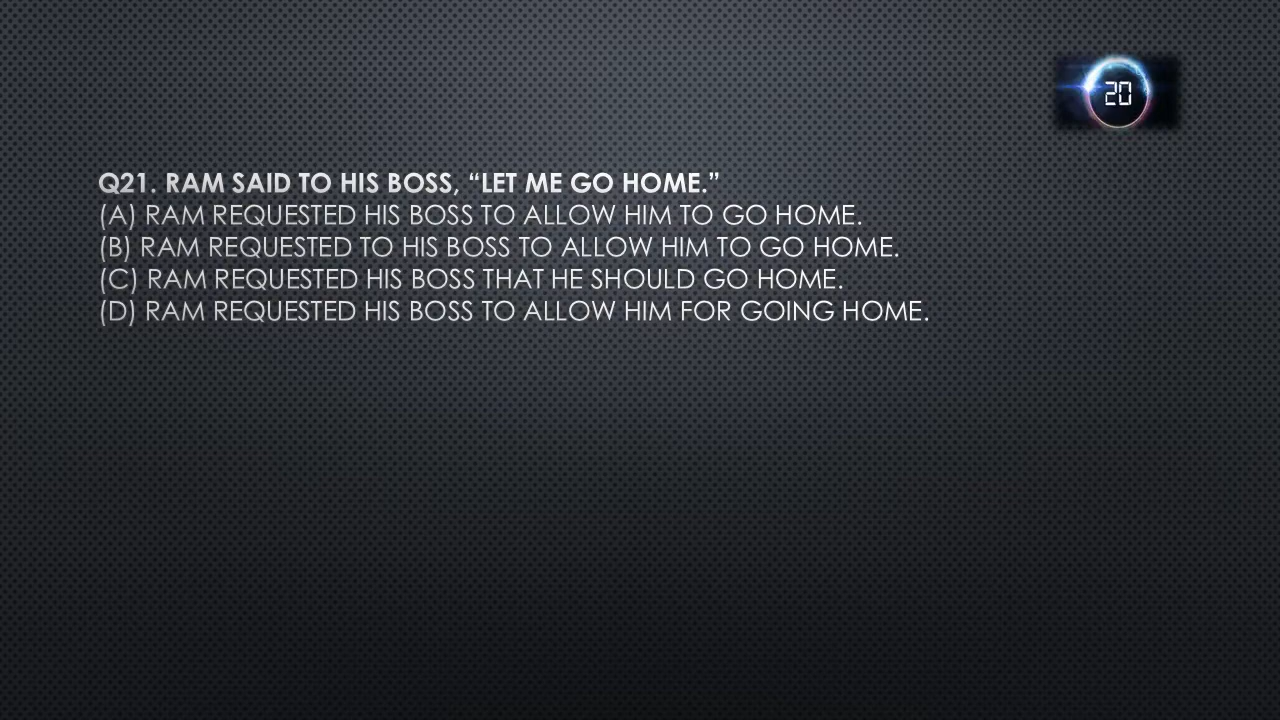 20
Q21. RAM SAID TO HIS BOSS, “LET ME GO HOME.”
(A) RAM REQUESTED HIS BOSS TO ALLOW HIM TO GO HOME.
(B) RAM REQUESTED TO HIS BOSS TO ALLOW HIM TO GO HOME.
(C) RAM REQUESTED HIS BOSS THAT HE SHOULD GO HOME.
(D) RAM REQUESTED HIS BOSS TO ALLOW HIM FOR GOING HOME.